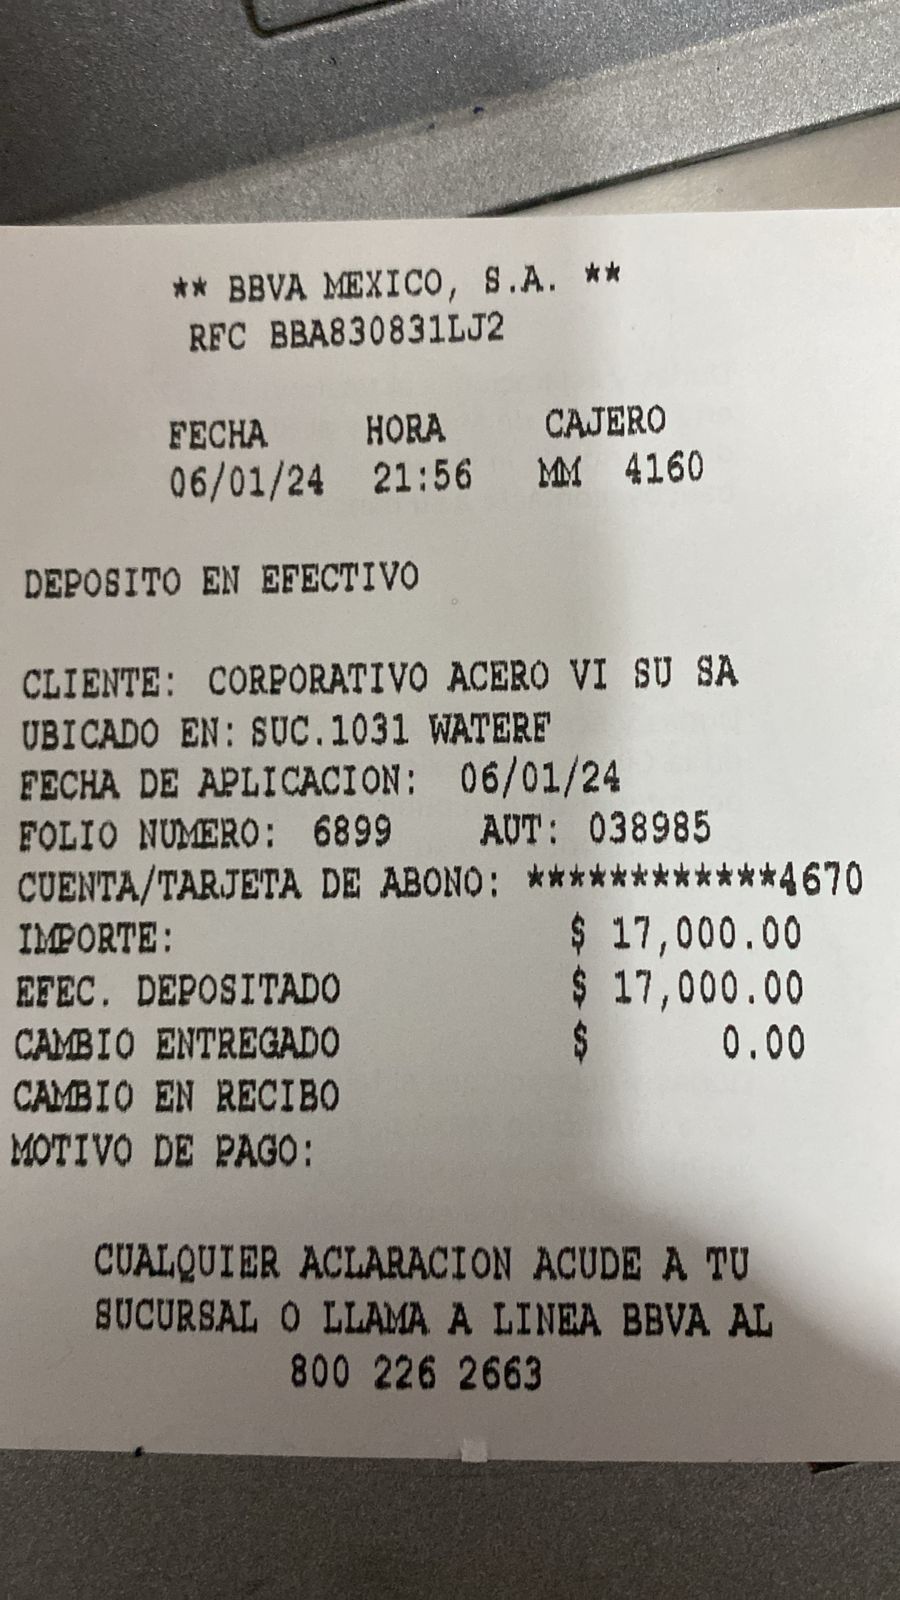 ** BBVA MEXICO, S.A. **
RFC BBA830831LJ2
FECHA HORA CAJERO
06/01/24 21:56 MM 4160
DEPOSITO EN EFECTIVO
CLIENTE: CORPORATIVO ACERO VI SU SA
UBICADO EN: SUC.1031 WATERF
FECHA DE APLICACION: 06/01/24
FOLIO NUMERO: 6899 AUT: 038985
CUENTA/TARJETA DE ABONO: ************4670
IMPORTE: $ 17,000.00
EFEC. DEPOSITADO $ 17,000.00
CAMBIO ENTREGADO $ 0.00
CAMBIO EN RECIBO
MOTIVO DE PAGO:
CUALQUIER ACLARACION ACUDE A TU
SUCURSAL O LLAMA A LINEA BBVA AL
800 226 2663